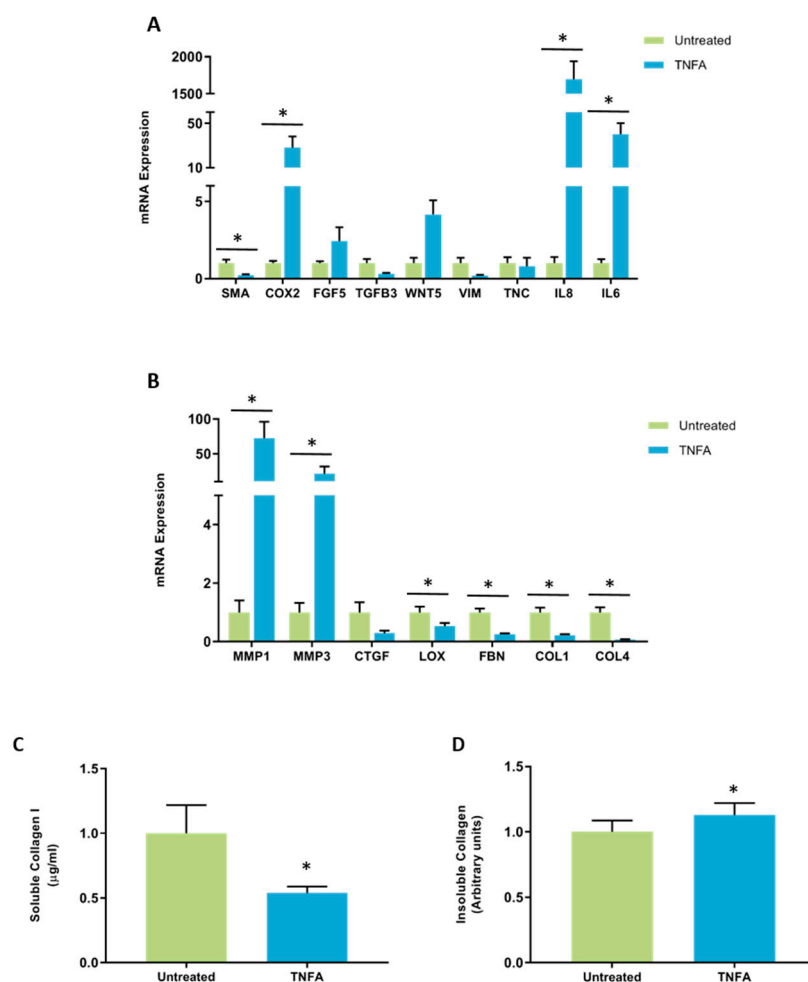 A
Untreated
TNFA
mRNA Expression
2000
1500
50
10
5
0
*
*
*
*
SMA COX2 FGF5 TGFB3 WNT5 VIM TNC IL8 IL6
B
Untreated
TNFA
mRNA Expression
100
50
4
2
0
*
*
*
*
*
*
MMP1 MMP3 CTGF LOX FBN COL1 COL4
C
Soluble Collagen I
(μg/ml)
1.5
1.0
0.5
0.0
*
Untreated TNFA
D
Insoluble Collagen
(Arbitrary units)
1.5
1.0
0.5
0.0
*
Untreated TNFA